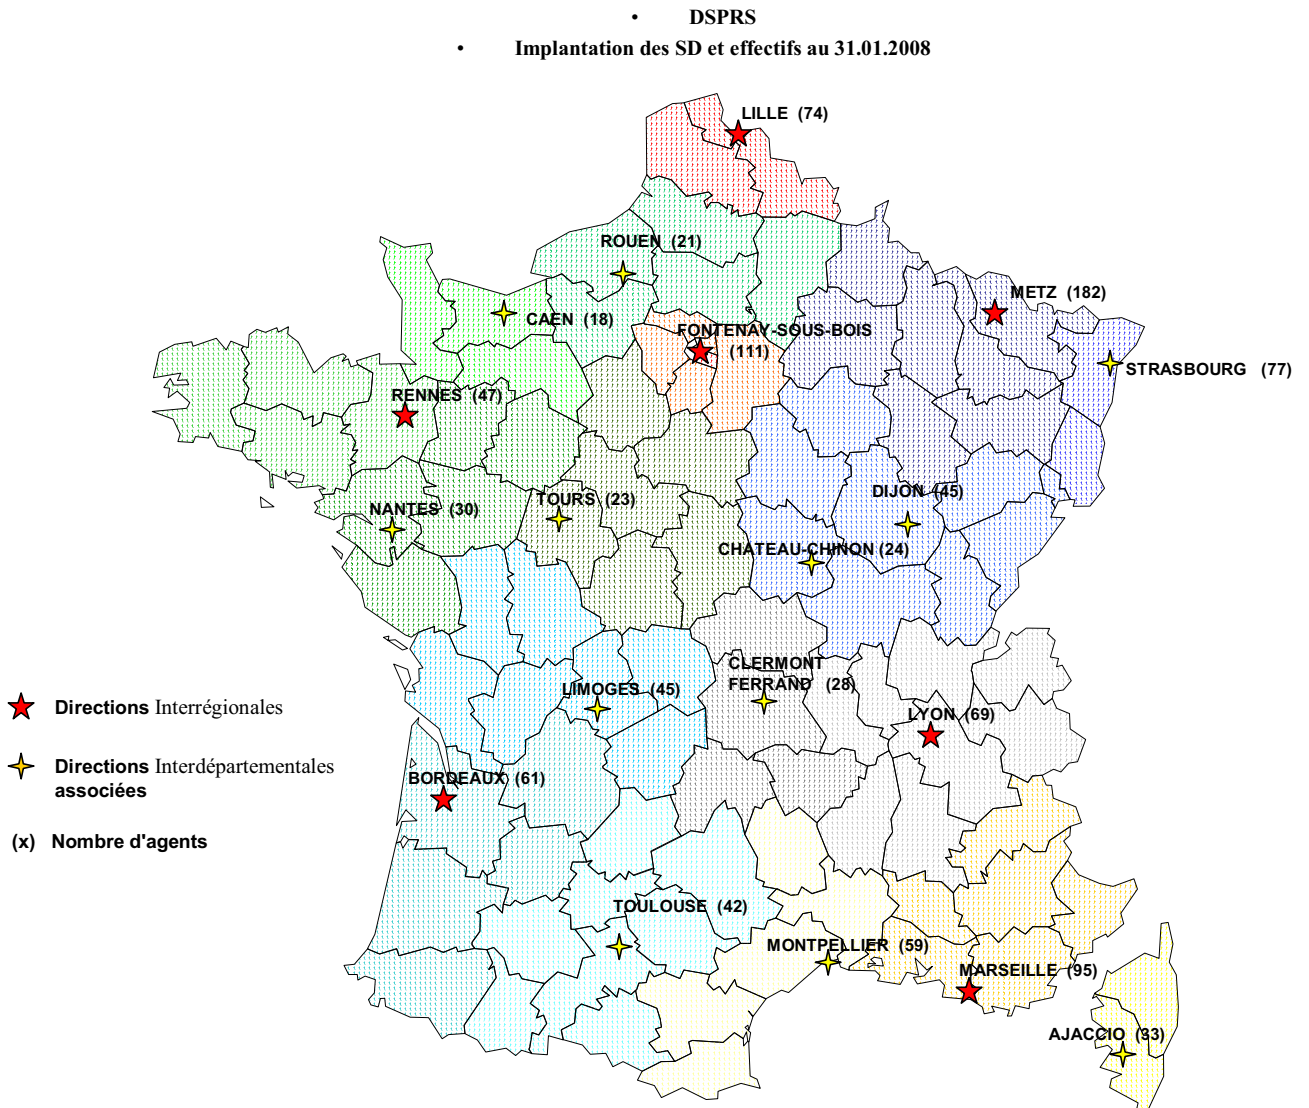 • DSPRS
• Implantation des SD et effectifs au 31.01.2008
LILLE (74)
ROUEN (21)
METZ (182)
CAEN (18)
FONTENAY-SOUS-BOIS
(111)
STRASBOURG (77)
RENNES (47)
DIJON (45)
TOURS (23)
NANTES (30)
CHATEAU-CHINON (24)
CLERMONT
FERRAND (28)
LIMOGES (45)
LYON (69)
Directions Interrégionales
Directions Interdépartementales
associées
BORDEAUX (61)
(x) Nombre d'agents
TOULOUSE (42)
MONTPELLIER (59)
MARSEILLE (95)
AJACCIO (33)